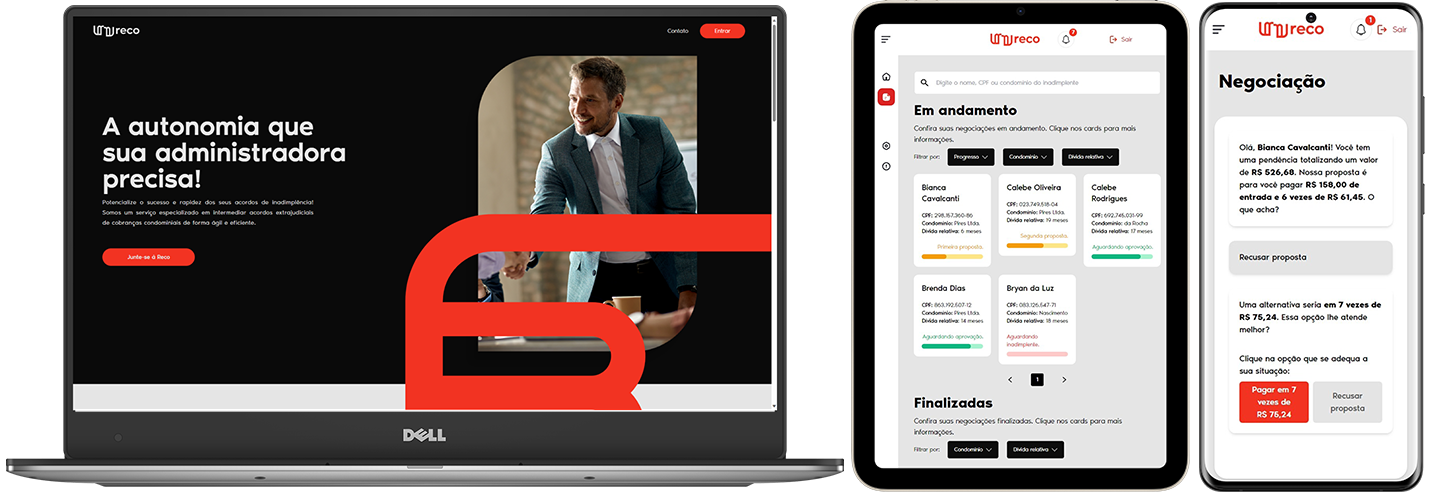 reco
Contato
Entrar
A autonomia que
sua administradora
precisa!
Potencialize o sucesso e rapidez dos seus acordos de inadimplência!
Somos um serviço especializado em intermediar acordos extrajudiciais
de cobranças condominiais de forma ágil e eficiente.
Junte-se à Reco
DELL
reco
7
Sair
Digite o nome, CPF ou condomínio do inadimplente
Em andamento
Confira suas negociações em andamento. Clique nos cards para mais
informações.
Filtrar por:
Progresso
Condomínio
Dívida relativa
Bianca
Cavalcanti
CPF: 298.167.360-86
Condomínio: Pires Ltda.
Dívida relativa: 6 meses
Primeira proposta.
Calebe Oliveira
CPF: 023.749.518-04
Condomínio: Pires Ltda.
Dívida relativa: 19 meses
Segunda proposta.
Calebe
Rodrigues
CPF: 692.745.031-99
Condomínio: da Rocha
Dívida relativa: 17 meses
Aguardando aprovação.
Brenda Dias
CPF: 863.192.507-12
Condomínio: Pires Ltda.
Dívida relativa: 14 meses
Aguardando aprovação.
Bryan da Luz
CPF: 083.125.547-71
Condomínio: Nascimento
Dívida relativa: 18 meses
Aguardando
inadimplente.
1
Finalizadas
Confira suas negociações finalizadas. Clique nos cards para mais
informações.
Filtrar por:
Condomínio
Dívida relativa
reco
1
Sair
Negociação
Olá, Bianca Cavalcanti! Você tem
uma pendência totalizando um valor
de R$ 526,68. Nossa proposta é
para você pagar R$ 158,00 de
entrada e 6 vezes de R$ 61,45. O
que acha?
Recusar proposta
Uma alternativa seria em 7 vezes de
R$ 75,24. Essa opção lhe atende
melhor?
Clique na opção que se adequa a
sua situação:
Pagar em 7
vezes de
R$ 75,24
Recusar
proposta